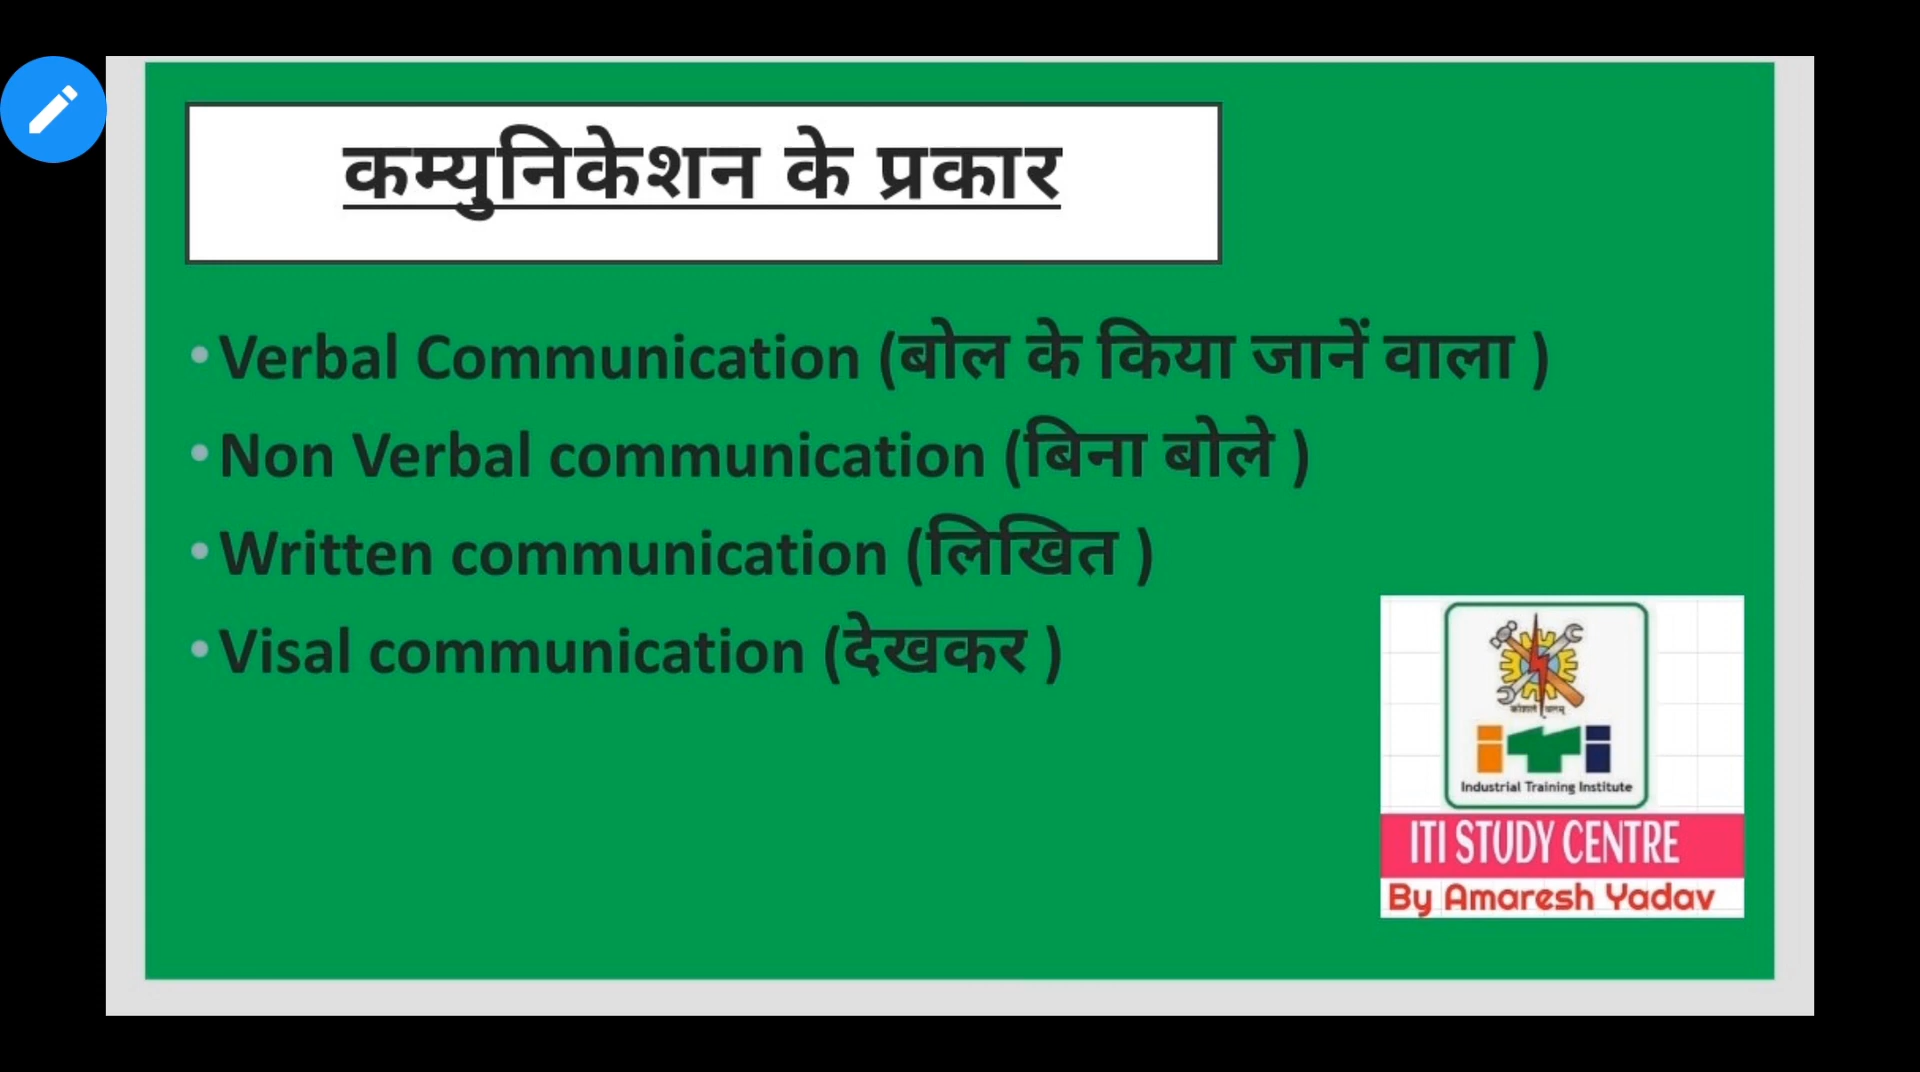 कम्युनिकेशन के प्रकार
• Verbal Communication (बोल के किया जानें वाला )
• Non Verbal communication (बिना बोले )
• Written communication (लिखित )
• Visal communication (देखकर )
iTi
Industrial Training Institute
ITI STUDY CENTRE
By Amaresh Yadav